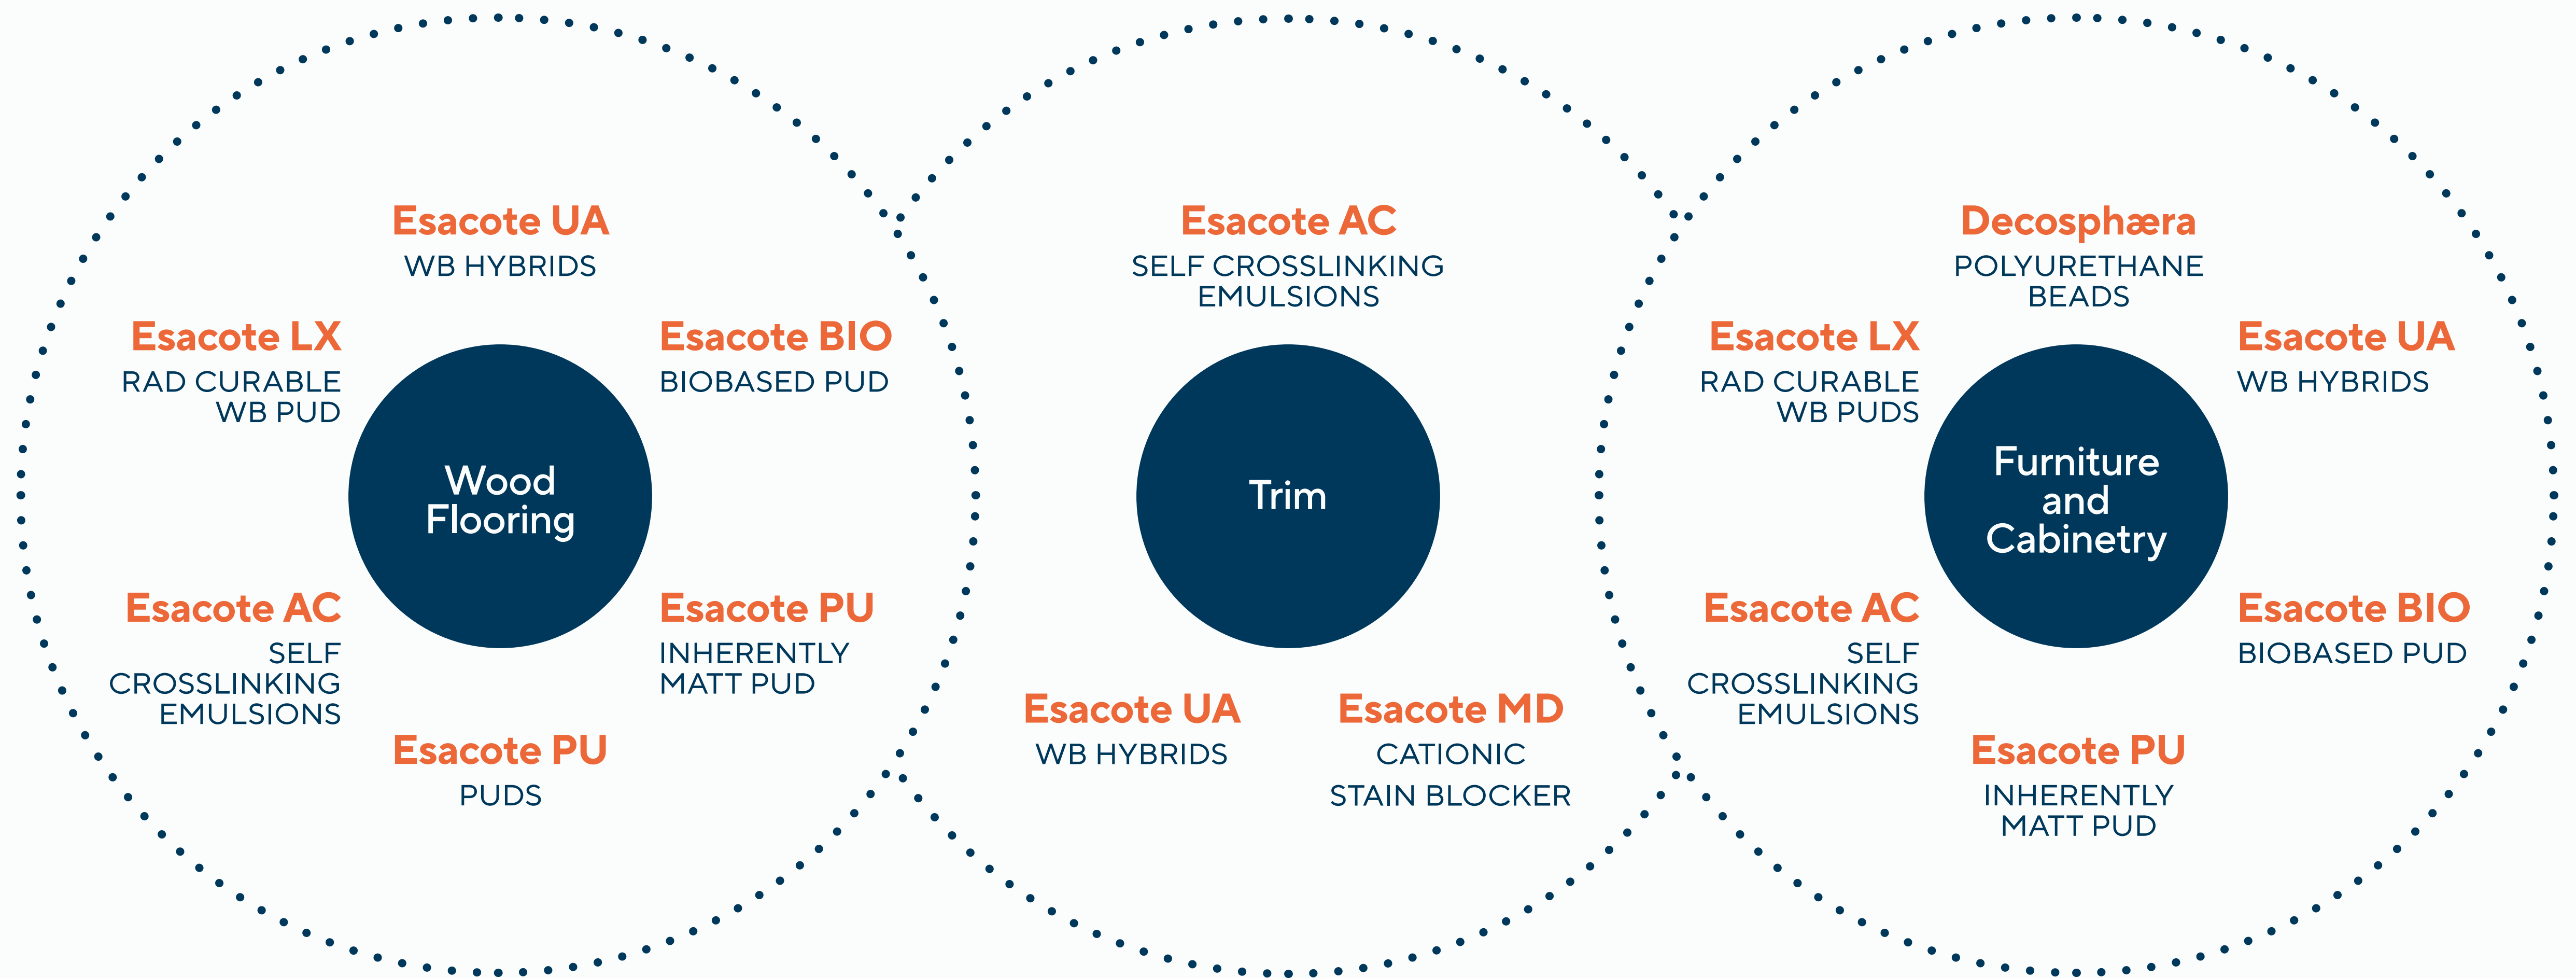 Esacote UA
WB HYBRIDS
Esacote LX
RAD CURABLE
WB PUD
Esacote BIO
BIOBASED PUD
Wood
Flooring
Esacote AC
SELF
CROSSLINKING
EMULSIONS
Esacote PU
INHERENTLY
MATT PUD
Esacote PU
PUDS
Esacote AC
SELF CROSSLINKING
EMULSIONS
Trim
Esacote UA
WB HYBRIDS
Esacote MD
CATIONIC
STAIN BLOCKER
Decosphæra
POLYURETHANE
BEADS
Esacote LX
RAD CURABLE
WB PUDS
Esacote UA
WB HYBRIDS
Furniture
and
Cabinetry
Esacote AC
SELF
CROSSLINKING
EMULSIONS
Esacote BIO
BIOBASED PUD
Esacote PU
INHERENTLY
MATT PUD